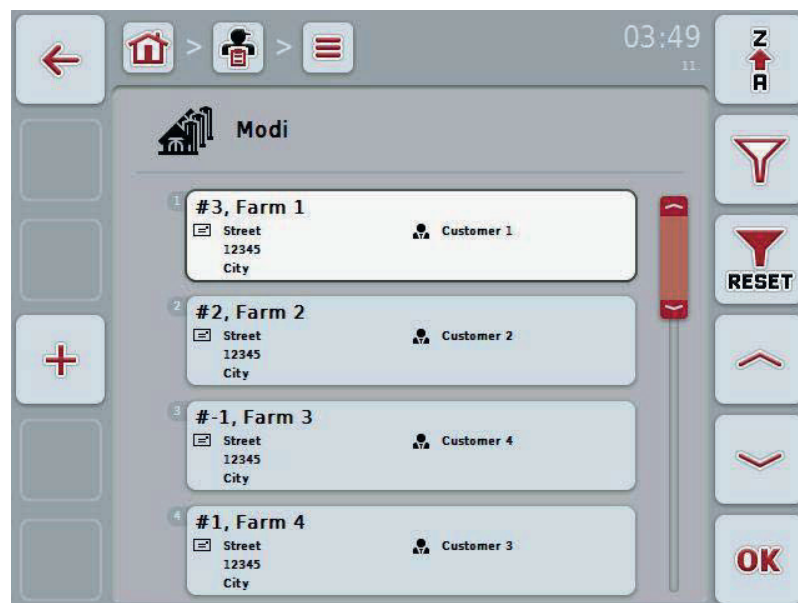 > > 03:49
11.
Z
A
Modi
1
#3, Farm 1
Street Customer 1
12345
City
RESET
2
#2, Farm 2
Street Customer 2
12345
City
3
#-1, Farm 3
Street Customer 4
12345
City
4
#1, Farm 4
Street Customer 3
12345
City
OK